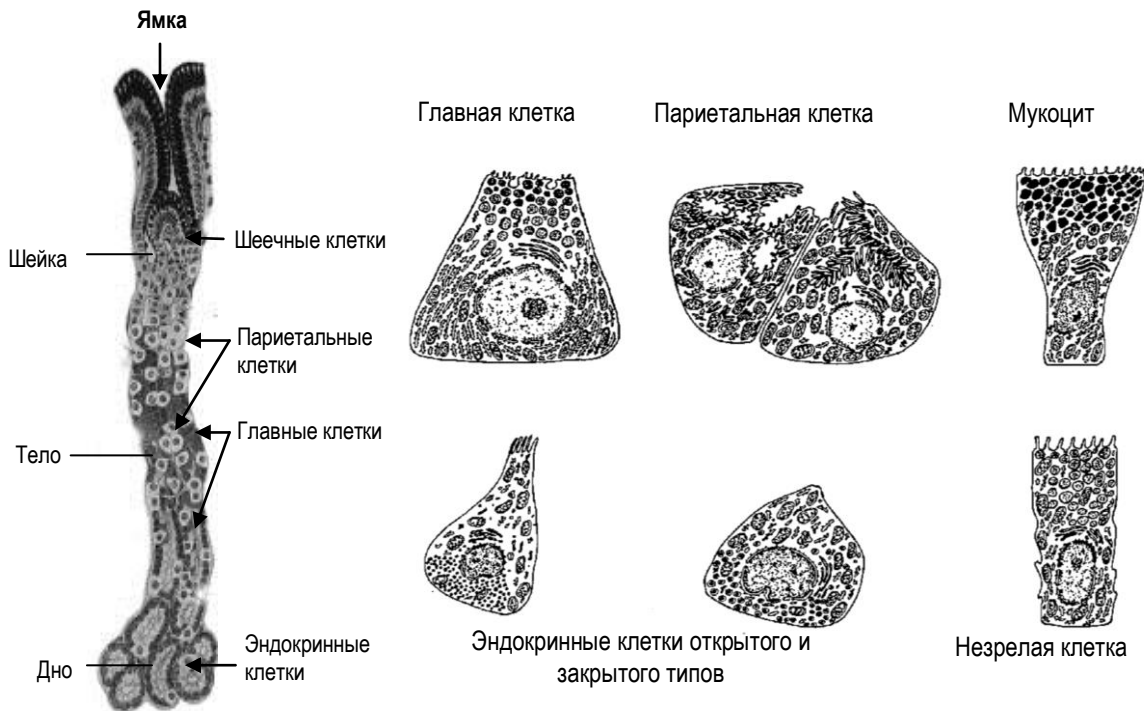 Ямка
Шеечные клетки
Шейка
Париетальные
клетки
Главные клетки
Тело
Эндокринные
клетки
Дно
Главная клетка
Париетальная клетка
Мукоцит
Эндокринные клетки открытого и
закрытого типов
Незрелая клетка